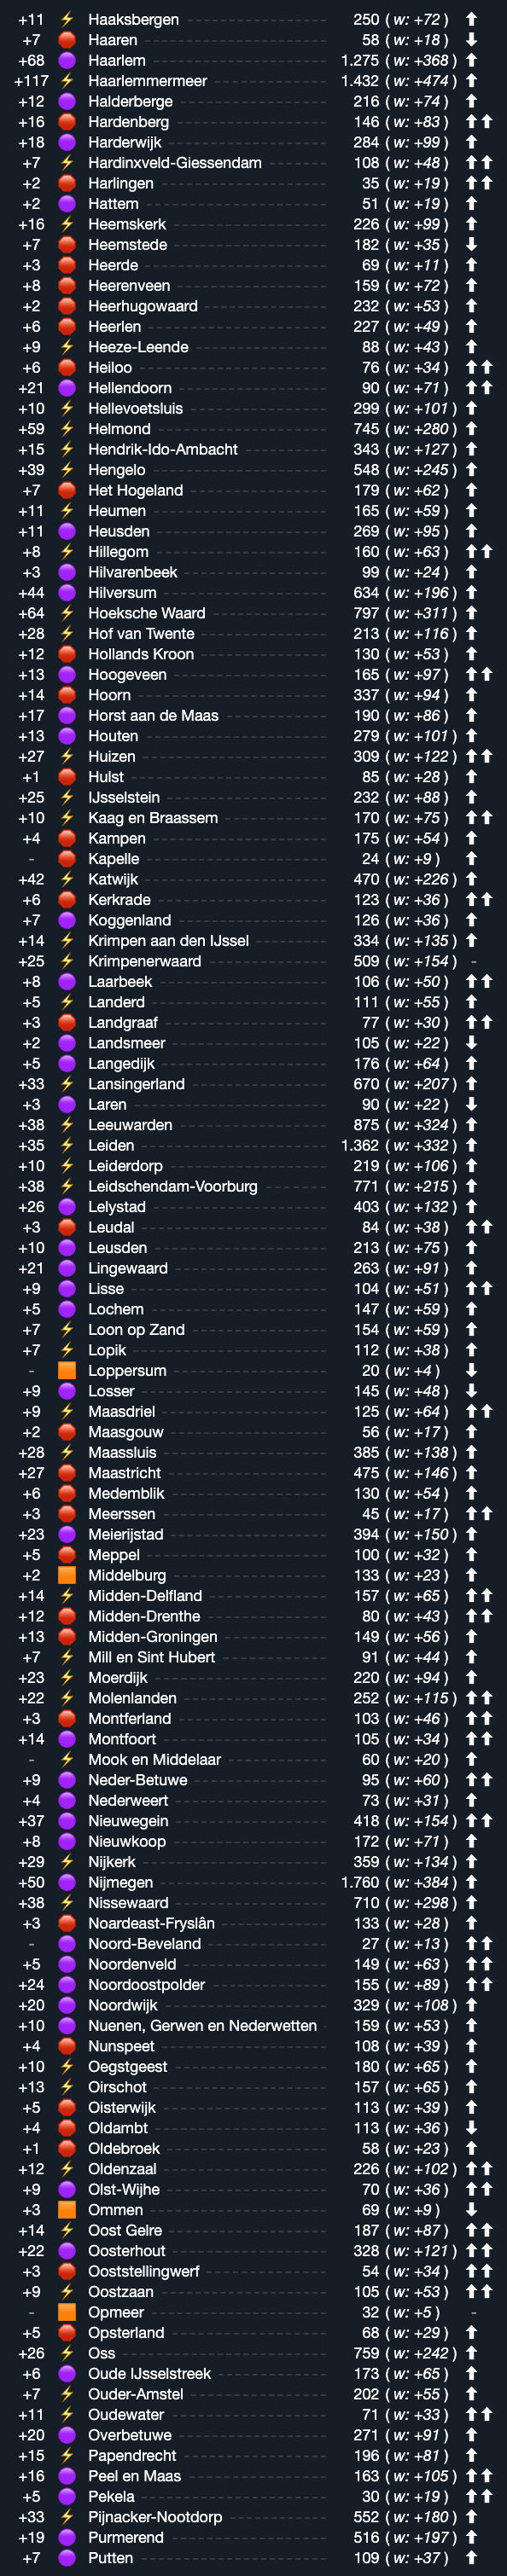 +11 ⚡ Haaksbergen 250 ( w: +72 ) ⬆
+7 🛑 Haaren 58 ( w: +18 ) ⬇
+68 🟣 Haarlem 1.275 ( w: +368 ) ⬆
+117 ⚡ Haarlemmermeer 1.432 ( w: +474 ) ⬆
+12 🟣 Halderberge 216 ( w: +74 ) ⬆
+16 🛑 Hardenberg 146 ( w: +83 ) ⬆⬆
+18 🟣 Harderwijk 284 ( w: +99 ) ⬆
+7 ⚡ Hardinxveld-Giessendam 108 ( w: +48 ) ⬆⬆
+2 🛑 Harlingen 35 ( w: +19 ) ⬆⬆
+2 🟣 Hattem 51 ( w: +19 ) ⬆
+16 ⚡ Heemskerk 226 ( w: +99 ) ⬆
+7 🛑 Heemstede 182 ( w: +35 ) ⬇
+3 🛑 Heerde 69 ( w: +11 ) ⬆
+8 🛑 Heerenveen 159 ( w: +72 ) ⬆
+2 🛑 Heerhugowaard 232 ( w: +53 ) ⬆
+6 🛑 Heerlen 227 ( w: +49 ) ⬆
+9 ⚡ Heeze-Leende 88 ( w: +43 ) ⬆
+6 🛑 Heiloo 76 ( w: +34 ) ⬆⬆
+21 🟣 Hellendoorn 90 ( w: +71 ) ⬆⬆
+10 ⚡ Hellevoetsluis 299 ( w: +101 ) ⬆
+59 ⚡ Helmond 745 ( w: +280 ) ⬆
+15 ⚡ Hendrik-Ido-Ambacht 343 ( w: +127 ) ⬆
+39 ⚡ Hengelo 548 ( w: +245 ) ⬆
+7 🛑 Het Hogeland 179 ( w: +62 ) ⬆
+11 ⚡ Heumen 165 ( w: +59 ) ⬆
+11 🟣 Heusden 269 ( w: +95 ) ⬆
+8 ⚡ Hillegom 160 ( w: +63 ) ⬆⬆
+3 🟣 Hilvarenbeek 99 ( w: +24 ) ⬆
+44 🟣 Hilversum 634 ( w: +196 ) ⬆
+64 ⚡ Hoeksche Waard 797 ( w: +311 ) ⬆
+28 ⚡ Hof van Twente 213 ( w: +116 ) ⬆
+12 🛑 Hollands Kroon 130 ( w: +53 ) ⬆
+13 🟣 Hoogeveen 165 ( w: +97 ) ⬆⬆
+14 🛑 Hoorn 337 ( w: +94 ) ⬆
+17 🟣 Horst aan de Maas 190 ( w: +86 ) ⬆
+13 🟣 Houten 279 ( w: +101 ) ⬆
+27 ⚡ Huizen 309 ( w: +122 ) ⬆⬆
+1 🛑 Hulst 85 ( w: +28 ) ⬆
+25 ⚡ IJsselstein 232 ( w: +88 ) ⬆
+10 ⚡ Kaag en Braassem 170 ( w: +75 ) ⬆⬆
+4 🛑 Kampen 175 ( w: +54 ) ⬆
- 🛑 Kapelle 24 ( w: +9 ) ⬆
+42 ⚡ Katwijk 470 ( w: +226 ) ⬆
+6 🛑 Kerkrade 123 ( w: +36 ) ⬆⬆
+7 🟣 Koggenland 126 ( w: +36 ) ⬆
+14 ⚡ Krimpen aan den IJssel 334 ( w: +135 ) ⬆
+25 ⚡ Krimpenerwaard 509 ( w: +154 ) -
+8 🟣 Laarbeek 106 ( w: +50 ) ⬆⬆
+5 ⚡ Landerd 111 ( w: +55 ) ⬆
+3 🛑 Landgraaf 77 ( w: +30 ) ⬆⬆
+2 🟣 Landsmeer 105 ( w: +22 ) ⬇
+5 🟣 Langedijk 176 ( w: +64 ) ⬆
+33 ⚡ Lansingerland 670 ( w: +207 ) ⬆
+3 🟣 Laren 90 ( w: +22 ) ⬇
+38 ⚡ Leeuwarden 875 ( w: +324 ) ⬆
+35 ⚡ Leiden 1.362 ( w: +332 ) ⬆
+10 ⚡ Leiderdorp 219 ( w: +106 ) ⬆
+38 ⚡ Leidschendam-Voorburg 771 ( w: +215 ) ⬆
+26 🟣 Lelystad 403 ( w: +132 ) ⬆
+3 🛑 Leudal 84 ( w: +38 ) ⬆⬆
+10 🟣 Leusden 213 ( w: +75 ) ⬆
+21 🟣 Lingewaard 263 ( w: +91 ) ⬆
+9 🟣 Lisse 104 ( w: +51 ) ⬆⬆
+5 🟣 Lochem 147 ( w: +59 ) ⬆
+7 ⚡ Loon op Zand 154 ( w: +59 ) ⬆
+7 ⚡ Lopik 112 ( w: +38 ) ⬆
- 🟧 Loppersum 20 ( w: +4 ) ⬇
+9 🟣 Losser 145 ( w: +48 ) ⬇
+9 ⚡ Maasdriel 125 ( w: +64 ) ⬆⬆
+2 🛑 Maasgouw 56 ( w: +17 ) ⬆
+28 ⚡ Maassluis 385 ( w: +138 ) ⬆
+27 🛑 Maastricht 475 ( w: +146 ) ⬆
+6 🛑 Medemblik 130 ( w: +54 ) ⬆
+3 🛑 Meerssen 45 ( w: +17 ) ⬆⬆
+23 🟣 Meierijstad 394 ( w: +150 ) ⬆
+5 🛑 Meppel 100 ( w: +32 ) ⬆
+2 🟧 Middelburg 133 ( w: +23 ) ⬆
+14 ⚡ Midden-Delfland 157 ( w: +65 ) ⬆⬆
+12 🛑 Midden-Drenthe 80 ( w: +43 ) ⬆⬆
+13 🛑 Midden-Groningen 149 ( w: +56 ) ⬆
+7 ⚡ Mill en Sint Hubert 91 ( w: +44 ) ⬆
+23 ⚡ Moerdijk 220 ( w: +94 ) ⬆
+22 ⚡ Molenlanden 252 ( w: +115 ) ⬆⬆
+3 🛑 Montferland 103 ( w: +46 ) ⬆⬆
+14 🟣 Montfoort 105 ( w: +34 ) ⬆⬆
- ⚡ Mook en Middelaar 60 ( w: +20 ) ⬆
+9 🟣 Neder-Betuwe 95 ( w: +60 ) ⬆⬆
+4 🟣 Nederweert 73 ( w: +31 ) ⬆
+37 🟣 Nieuwegein 418 ( w: +154 ) ⬆⬆
+8 🟣 Nieuwkoop 172 ( w: +71 ) ⬆
+29 ⚡ Nijkerk 359 ( w: +134 ) ⬆
+50 🟣 Nijmegen 1.760 ( w: +384 ) ⬆
+38 ⚡ Nissewaard 710 ( w: +298 ) ⬆
+3 🛑 Noardeast-Fryslân 133 ( w: +28 ) ⬆
- 🟣 Noord-Beveland 27 ( w: +13 ) ⬆⬆
+5 🟣 Noordenveld 149 ( w: +63 ) ⬆⬆
+24 🟣 Noordoostpolder 155 ( w: +89 ) ⬆⬆
+20 🟣 Noordwijk 329 ( w: +108 ) ⬆
+10 🟣 Nuenen, Gerwen en Nederwetten 159 ( w: +53 ) ⬆
+4 🛑 Nunspeet 108 ( w: +39 ) ⬆
+10 ⚡ Oegstgeest 180 ( w: +65 ) ⬆
+13 ⚡ Oirschot 157 ( w: +65 ) ⬆
+5 🛑 Oisterwijk 113 ( w: +39 ) ⬆
+4 🛑 Oldambt 113 ( w: +36 ) ⬇
+1 🛑 Oldebroek 58 ( w: +23 ) ⬆
+12 ⚡ Oldenzaal 226 ( w: +102 ) ⬆⬆
+9 🟣 Olst-Wijhe 70 ( w: +36 ) ⬆⬆
+3 🟧 Ommen 69 ( w: +9 ) ⬇
+14 ⚡ Oost Gelre 187 ( w: +87 ) ⬆⬆
+22 🟣 Oosterhout 328 ( w: +121 ) ⬆⬆
+3 🛑 Ooststellingwerf 54 ( w: +34 ) ⬆⬆
+9 ⚡ Oostzaan 105 ( w: +53 ) ⬆⬆
- 🟧 Opmeer 32 ( w: +5 ) -
+5 🛑 Opsterland 68 ( w: +29 ) ⬆
+26 ⚡ Oss 759 ( w: +242 ) ⬆
+6 🟣 Oude IJsselstreek 173 ( w: +65 ) ⬆
+7 ⚡ Ouder-Amstel 202 ( w: +55 ) ⬆
+11 ⚡ Oudewater 71 ( w: +33 ) ⬆⬆
+20 🟣 Overbetuwe 271 ( w: +91 ) ⬆
+15 ⚡ Papendrecht 196 ( w: +81 ) ⬆
+16 🟣 Peel en Maas 163 ( w: +105 ) ⬆⬆
+5 🟣 Pekela 30 ( w: +19 ) ⬆⬆
+33 ⚡ Pijnacker-Nootdorp 552 ( w: +180 ) ⬆
+19 🟣 Purmerend 516 ( w: +197 ) ⬆
+7 🟣 Putten 109 ( w: +37 ) ⬆